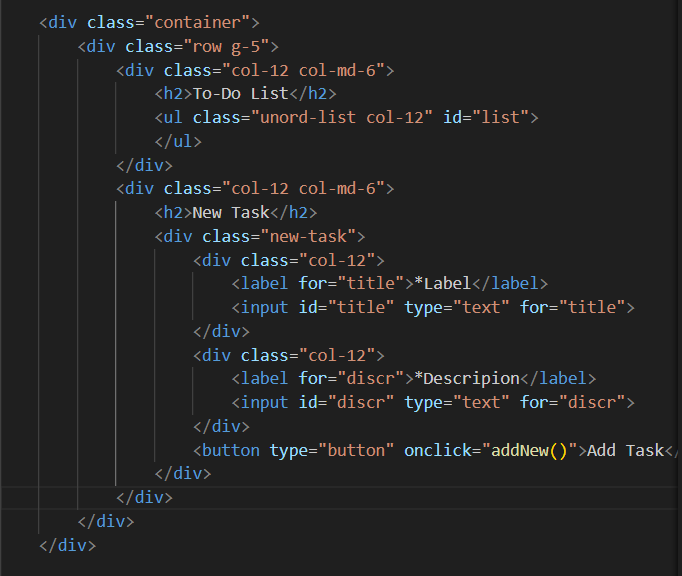 <div class="container">
<div class="row g-5">
<div class="col-12 col-md-6">
<h2>To-Do List</h2>
<ul class="unord-list col-12" id="list">
</ul>
</div>
<div class="col-12 col-md-6">
<h2>New Task</h2>
<div class="new-task">
<div class="col-12">
<label for="title">*Label</label>
<input id="title" type="text" for="title">
</div>
<div class="col-12">
<label for="discr">*Descripion</label>
<input id="discr" type="text" for="discr">
</div>
<button type="button" onclick="addNew()">Add Task</
</div>
</div>
</div>
</div>